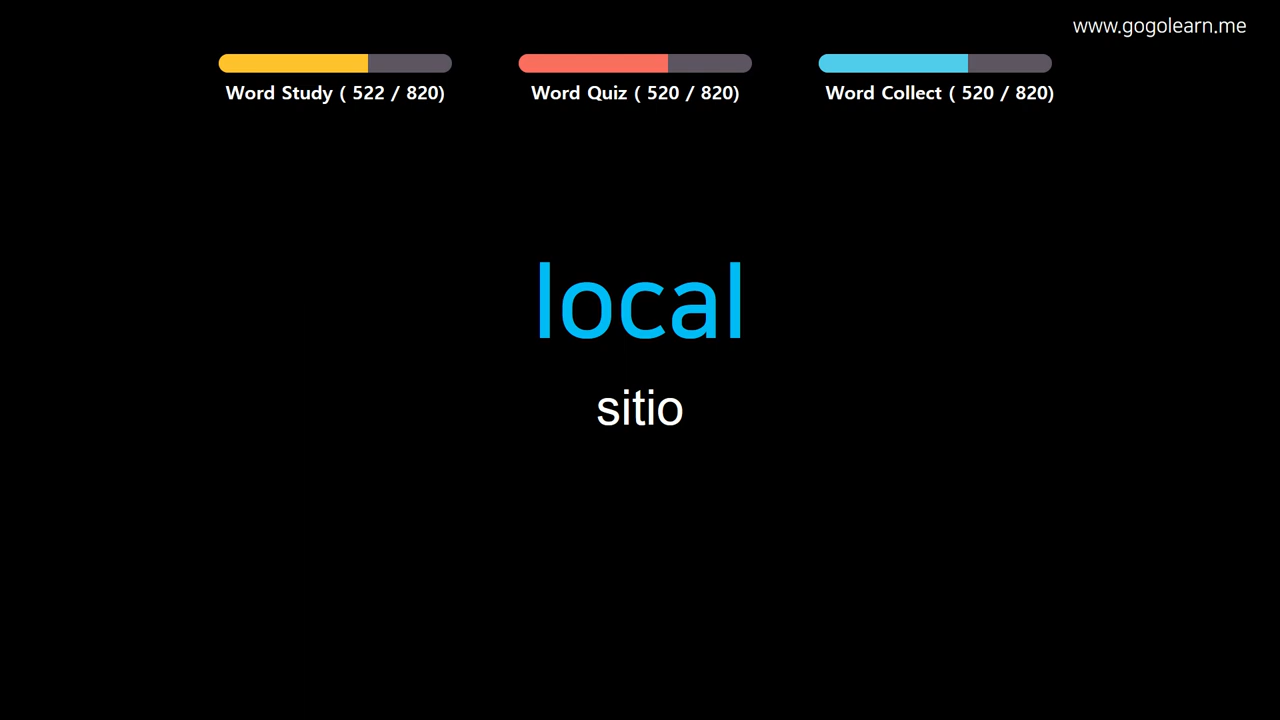 www.gogolearn.me
Word Study ( 522 / 820)
Word Quiz ( 520 / 820)
Word Collect ( 520 / 820)
local
sitio